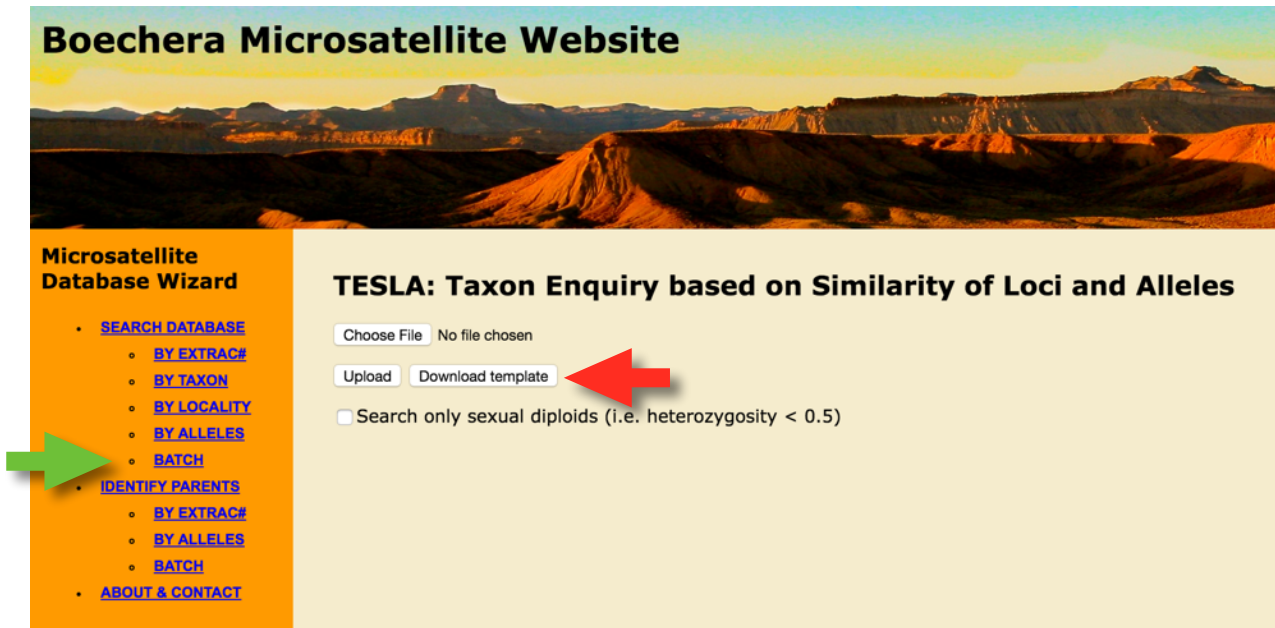 Boechera Microsatellite Website
Microsatellite
Database Wizard
SEARCH DATABASE
BY EXTRAC#
BY TAXON
BY LOCALITY
BY ALLELES
BATCH
IDENTIFY PARENTS
BY EXTRAC#
BY ALLELES
BATCH
ABOUT & CONTACT
TESLA: Taxon Enquiry based on Similarity of Loci and Alleles
Choose File No file chosen
Upload Download template
Search only sexual diploids (i.e. heterozygosity < 0.5)